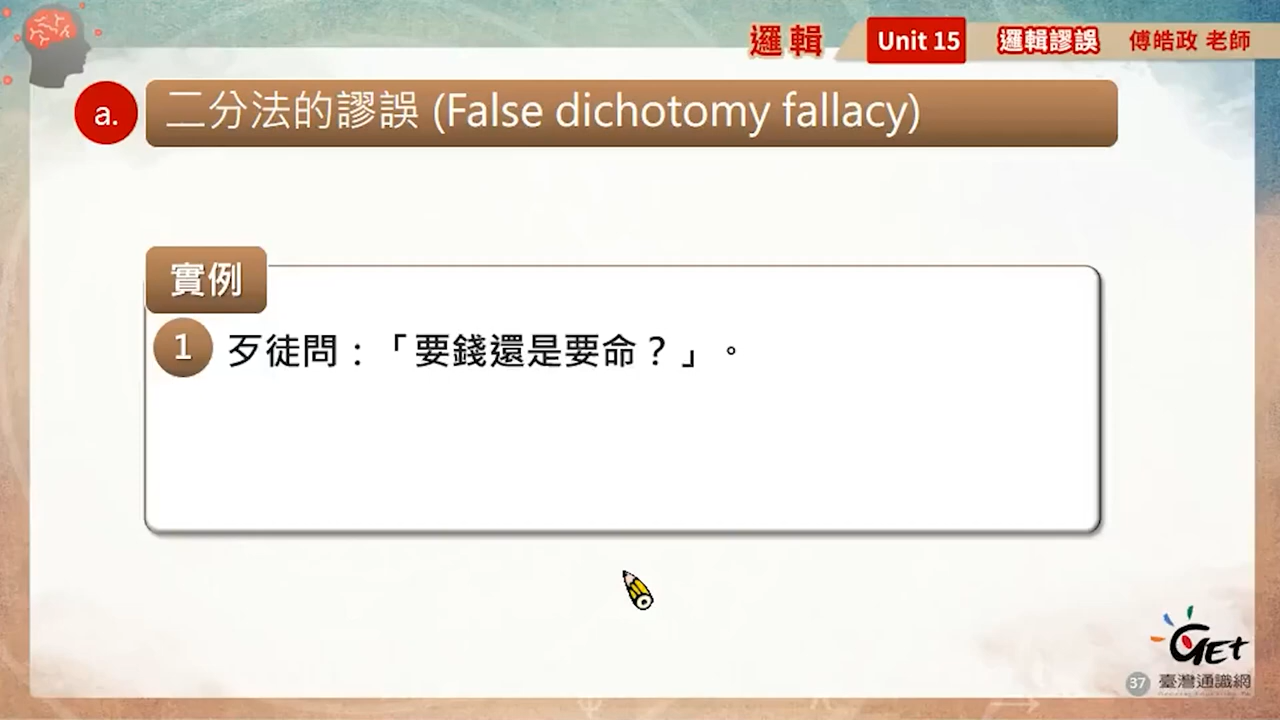 邏輯 Unit 15 邏輯謬誤 傅皓政 老師
a. 二分法的謬誤 (False dichotomy fallacy)
實例
1 歹徒問：「要錢還是要命？」。
GET
37 臺灣通識網